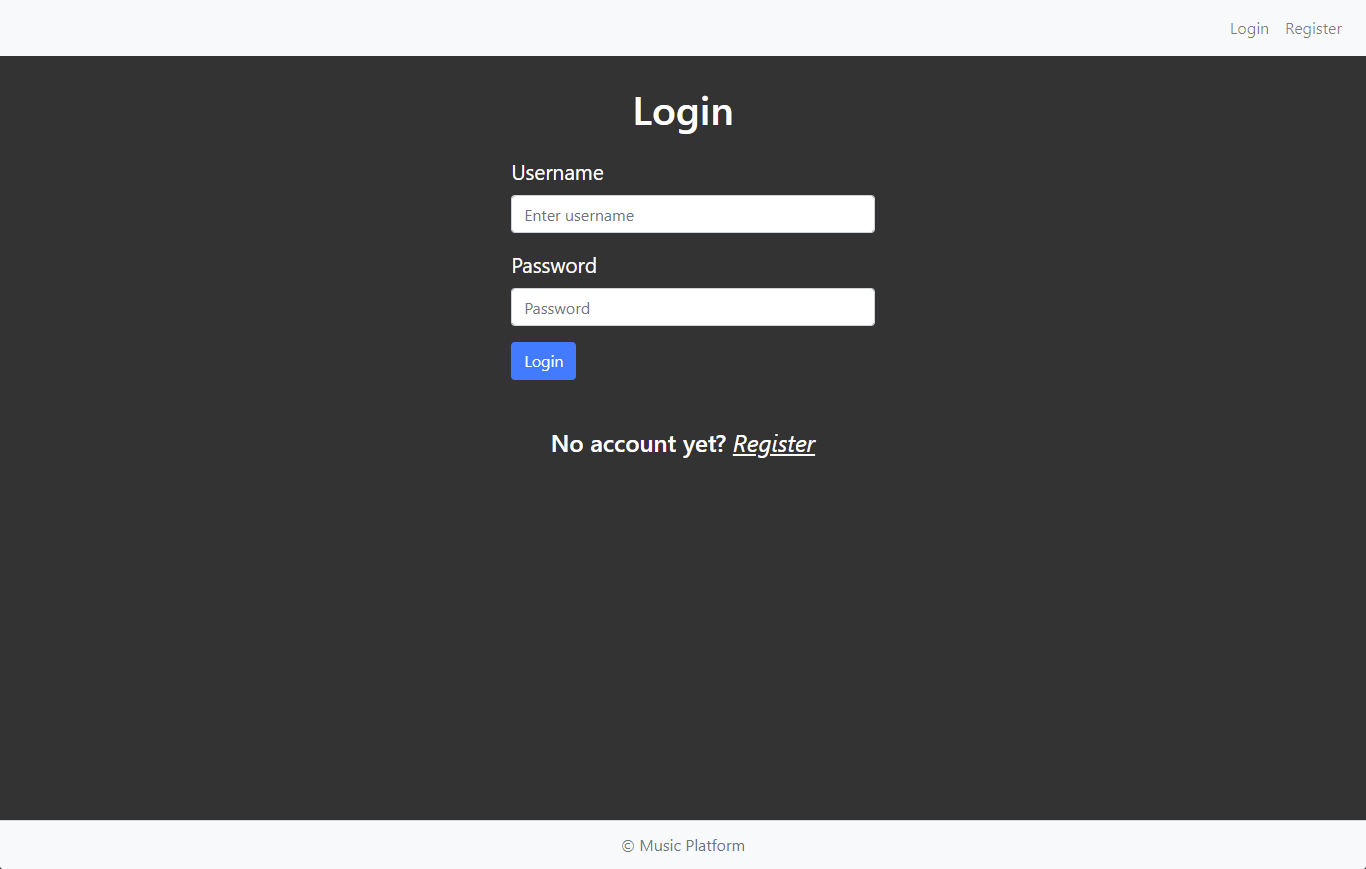 Login Register
Login
Username
Enter username
Password
Password
Login
No account yet? Register
© Music Platform